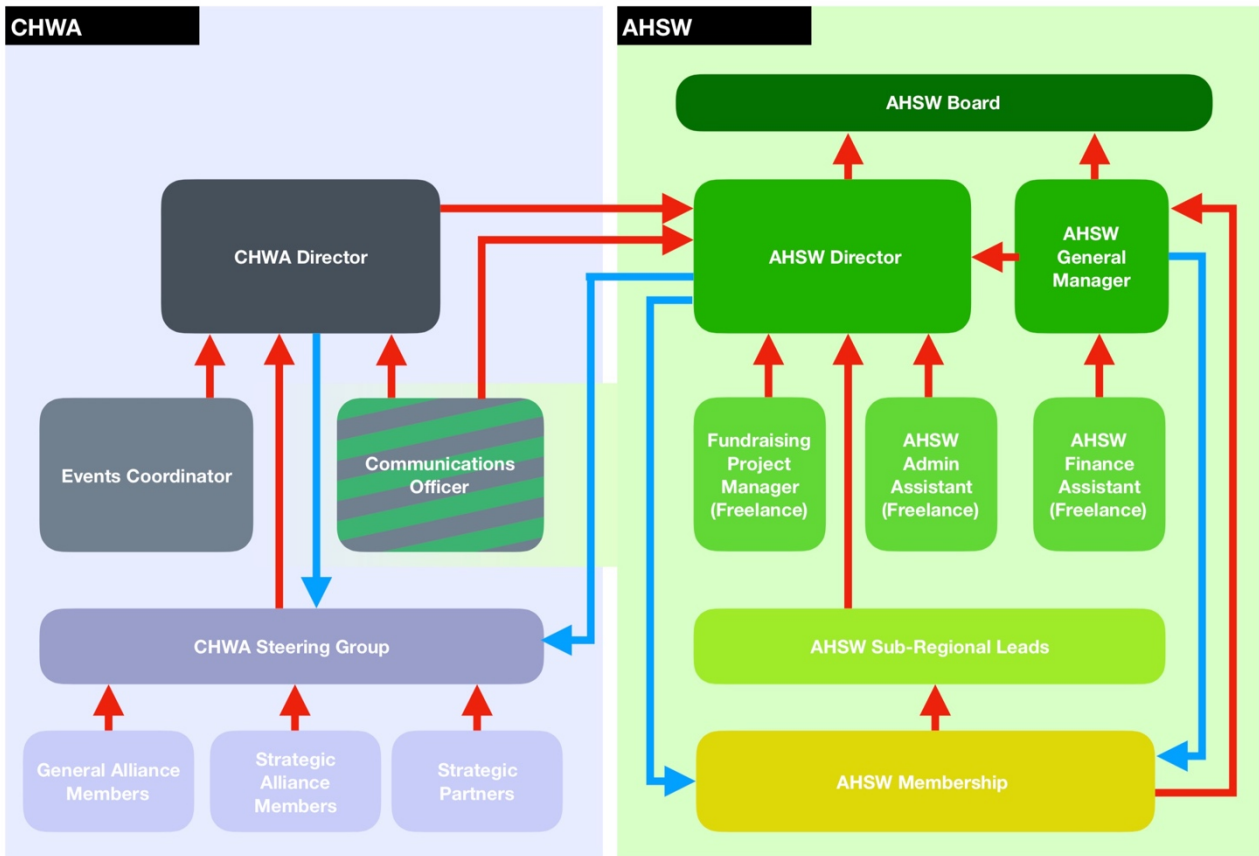 CHWA
AHSW
AHSW Board
CHWA Director
AHSW Director
AHSW
General
Manager
Events Coordinator
Communications
Officer
Fundraising
Project
Manager
(Freelance)
AHSW
Admin
Assistant
(Freelance)
AHSW
Finance
Assistant
(Freelance)
CHWA Steering Group
AHSW Sub-Regional Leads
General Alliance
Members
Strategic
Alliance
Members
Strategic
Partners
AHSW Membership